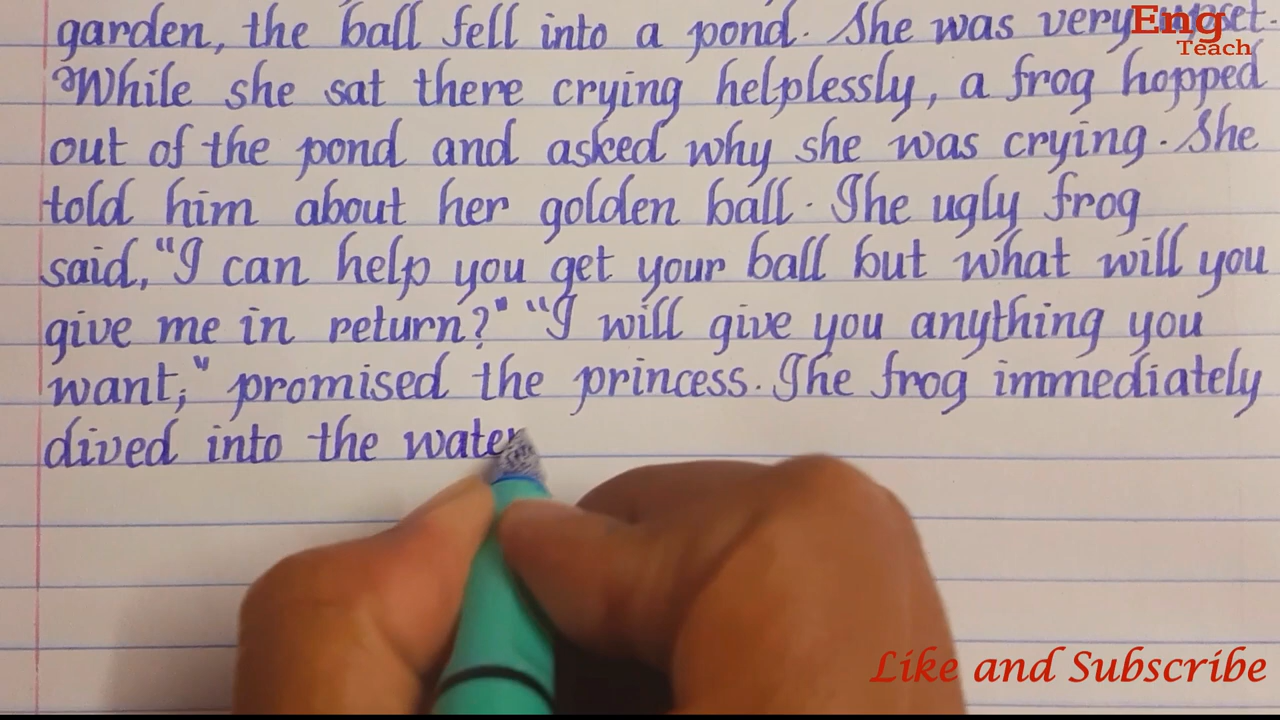 garden, the ball fell into a pond. She was very upset.
Eng
Teach
While she sat there crying helplessly, a frog hopped
out of the pond and asked why she was crying. She
told him about her golden ball. The ugly frog
said, "I can help you get your ball but what will you
give me in return?" "I will give you anything you
want," promised the princess. The frog immediately
dived into the water
Like and Subscribe